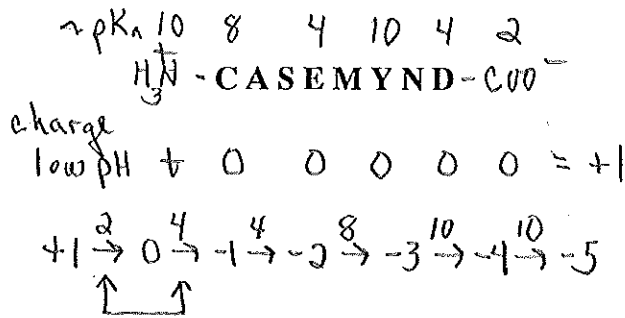 ~pKa 10 8 4 10 4 2
H₃N⁺ - CASEMYND - COO⁻
charge
low pH + 0 0 0 0 0 = +1
+1 →2 0 →4 -1 →4 -2 →8 -3 →10 -4 →10 -5